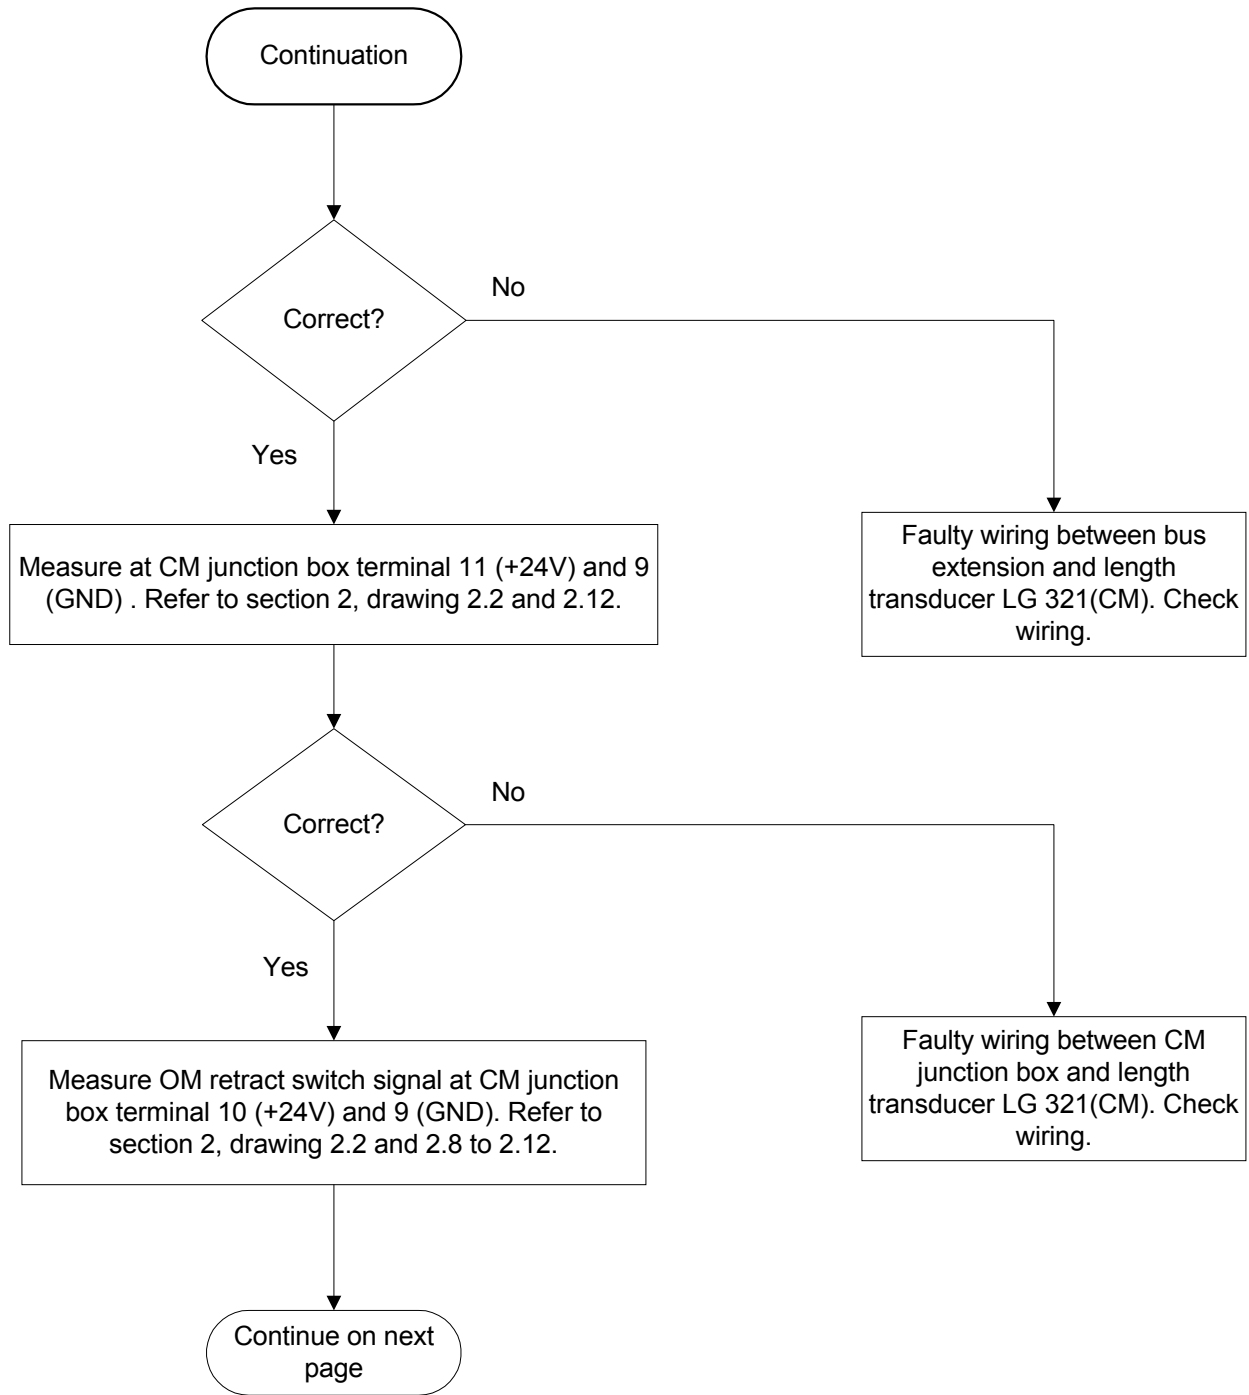 Continuation
Correct?
No
Yes
Measure at CM junction box terminal 11 (+24V) and 9
(GND) . Refer to section 2, drawing 2.2 and 2.12.
Faulty wiring between bus
extension and length
transducer LG 321(CM). Check
wiring.
Correct?
No
Yes
Measure OM retract switch signal at CM junction
box terminal 10 (+24V) and 9 (GND). Refer to
section 2, drawing 2.2 and 2.8 to 2.12.
Faulty wiring between CM
junction box and length
transducer LG 321(CM). Check
wiring.
Continue on next
page